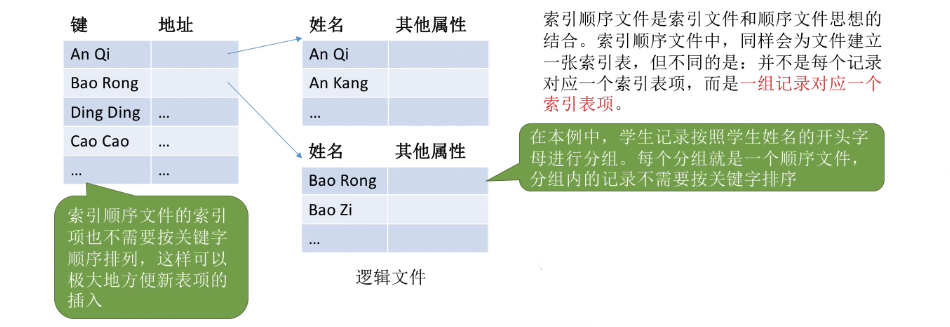 键 地址
An Qi
Bao Rong
Ding Ding ...
Cao Cao ...
... ...
索引顺序文件的索引
项也不需要按关键字
顺序排列，这样可以
极大地方便新表项的
插入
姓名 其他属性
An Qi
An Kang
...
姓名 其他属性
Bao Rong
Bao Zi
...
逻辑文件
索引顺序文件是索引文件和顺序文件思想的
结合。索引顺序文件中，同样会为文件建立
一张索引表，但不同的是：并不是每个记录
对应一个索引表项，而是一组记录对应一个
索引表项。
在本例中，学生记录按照学生姓名的开头字
母进行分组。每个分组就是一个顺序文件，
分组内的记录不需要按关键字排序